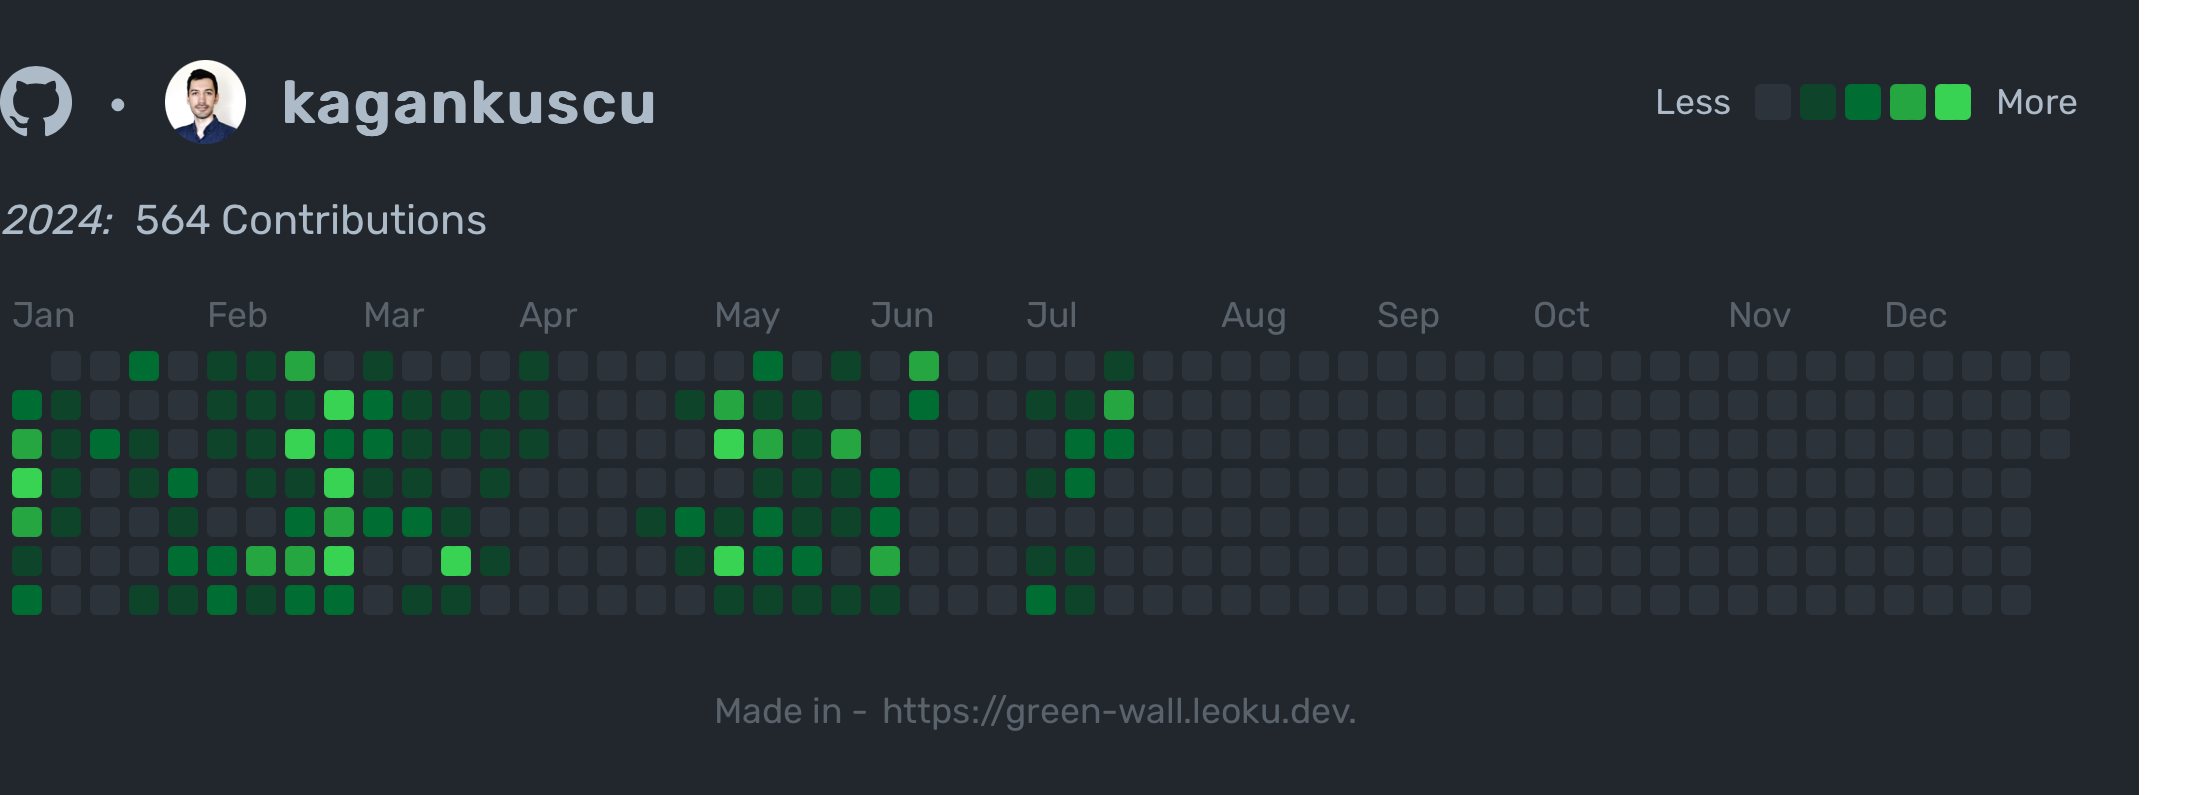 kagankuscu
Less More
2024: 564 Contributions
Jan Feb Mar Apr May Jun Jul Aug Sep Oct Nov Dec
Made in - https://green-wall.leoku.dev.